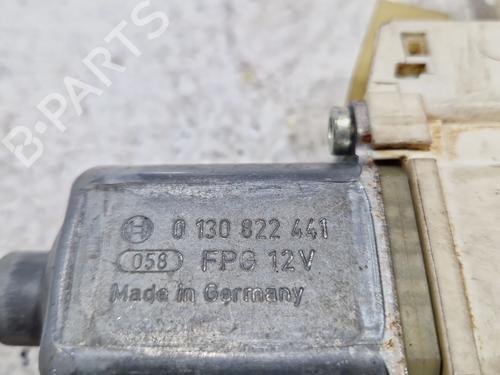 B-PARTS
0 130 822 441
058 FPG 12V
Made in Germany